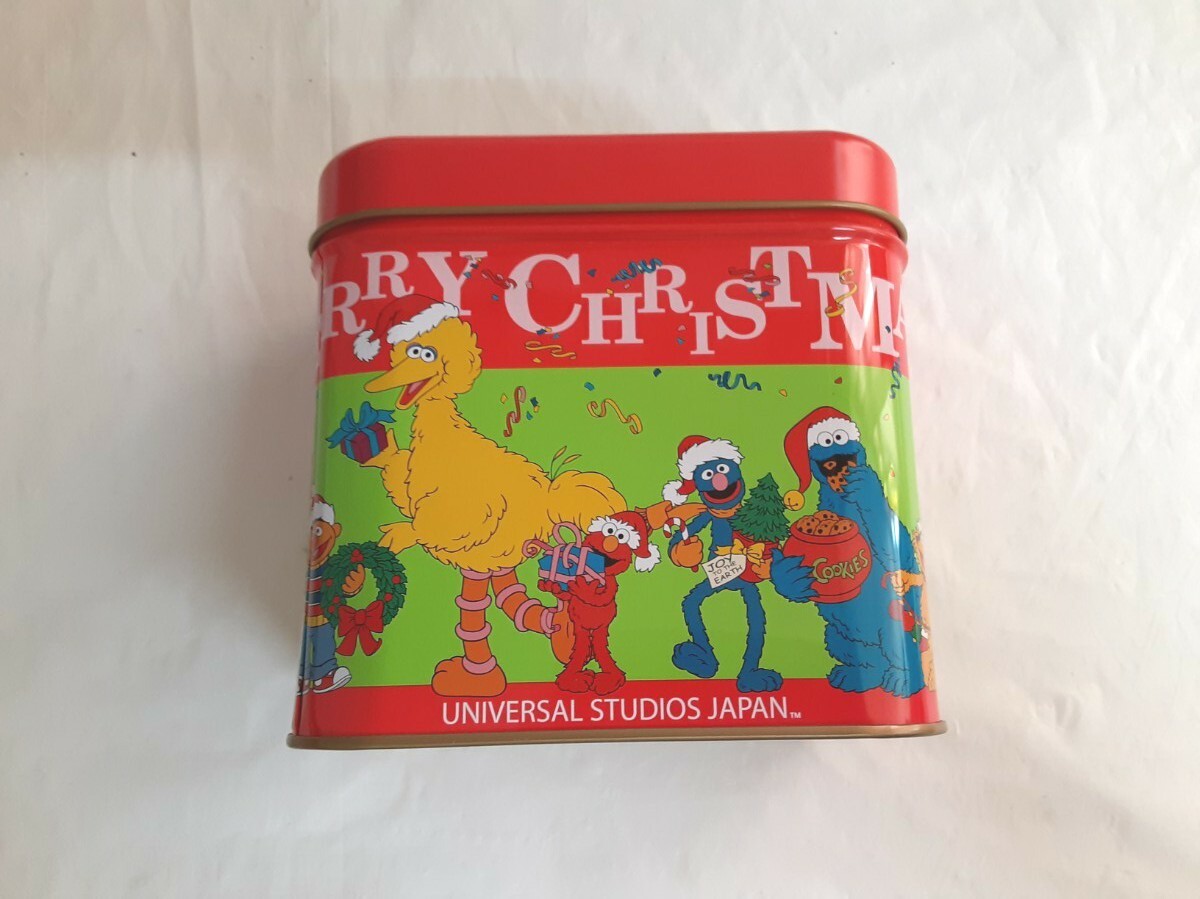 RRY CHRISTMA
JOY
TO THE
EARTH
COOKIES
UNIVERSAL STUDIOS JAPAN™